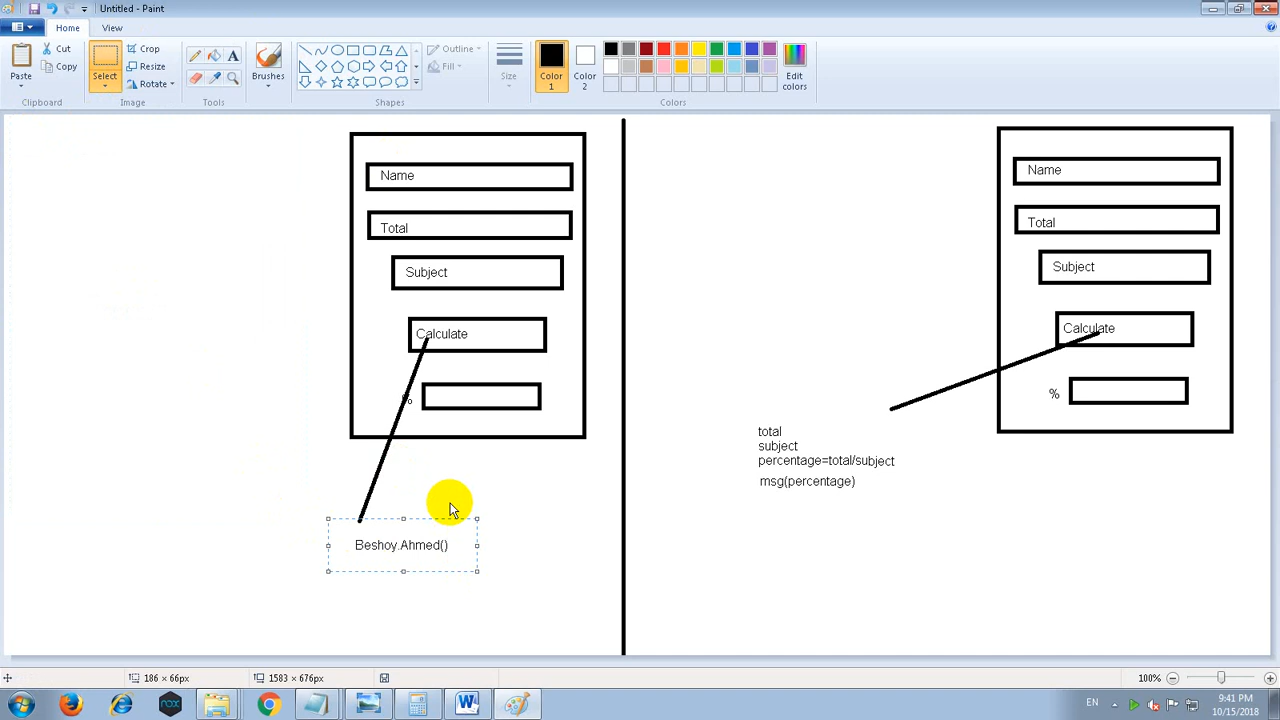 Untitled - Paint
Home
View
Paste
Cut
Copy
Clipboard
Select
Crop
Resize
Rotate
Image
Tools
Brushes
Shapes
Outline
Fill
Size
Color 1
Color 2
Edit colors
Colors
Name
Total
Subject
Calculate
%
Beshoy.Ahmed()
Name
Total
Subject
Calculate
%
total
subject
percentage=total/subject
msg(percentage)
186 × 66px
1583 × 676px
100%
nox
EN
9:41 PM
10/15/2018